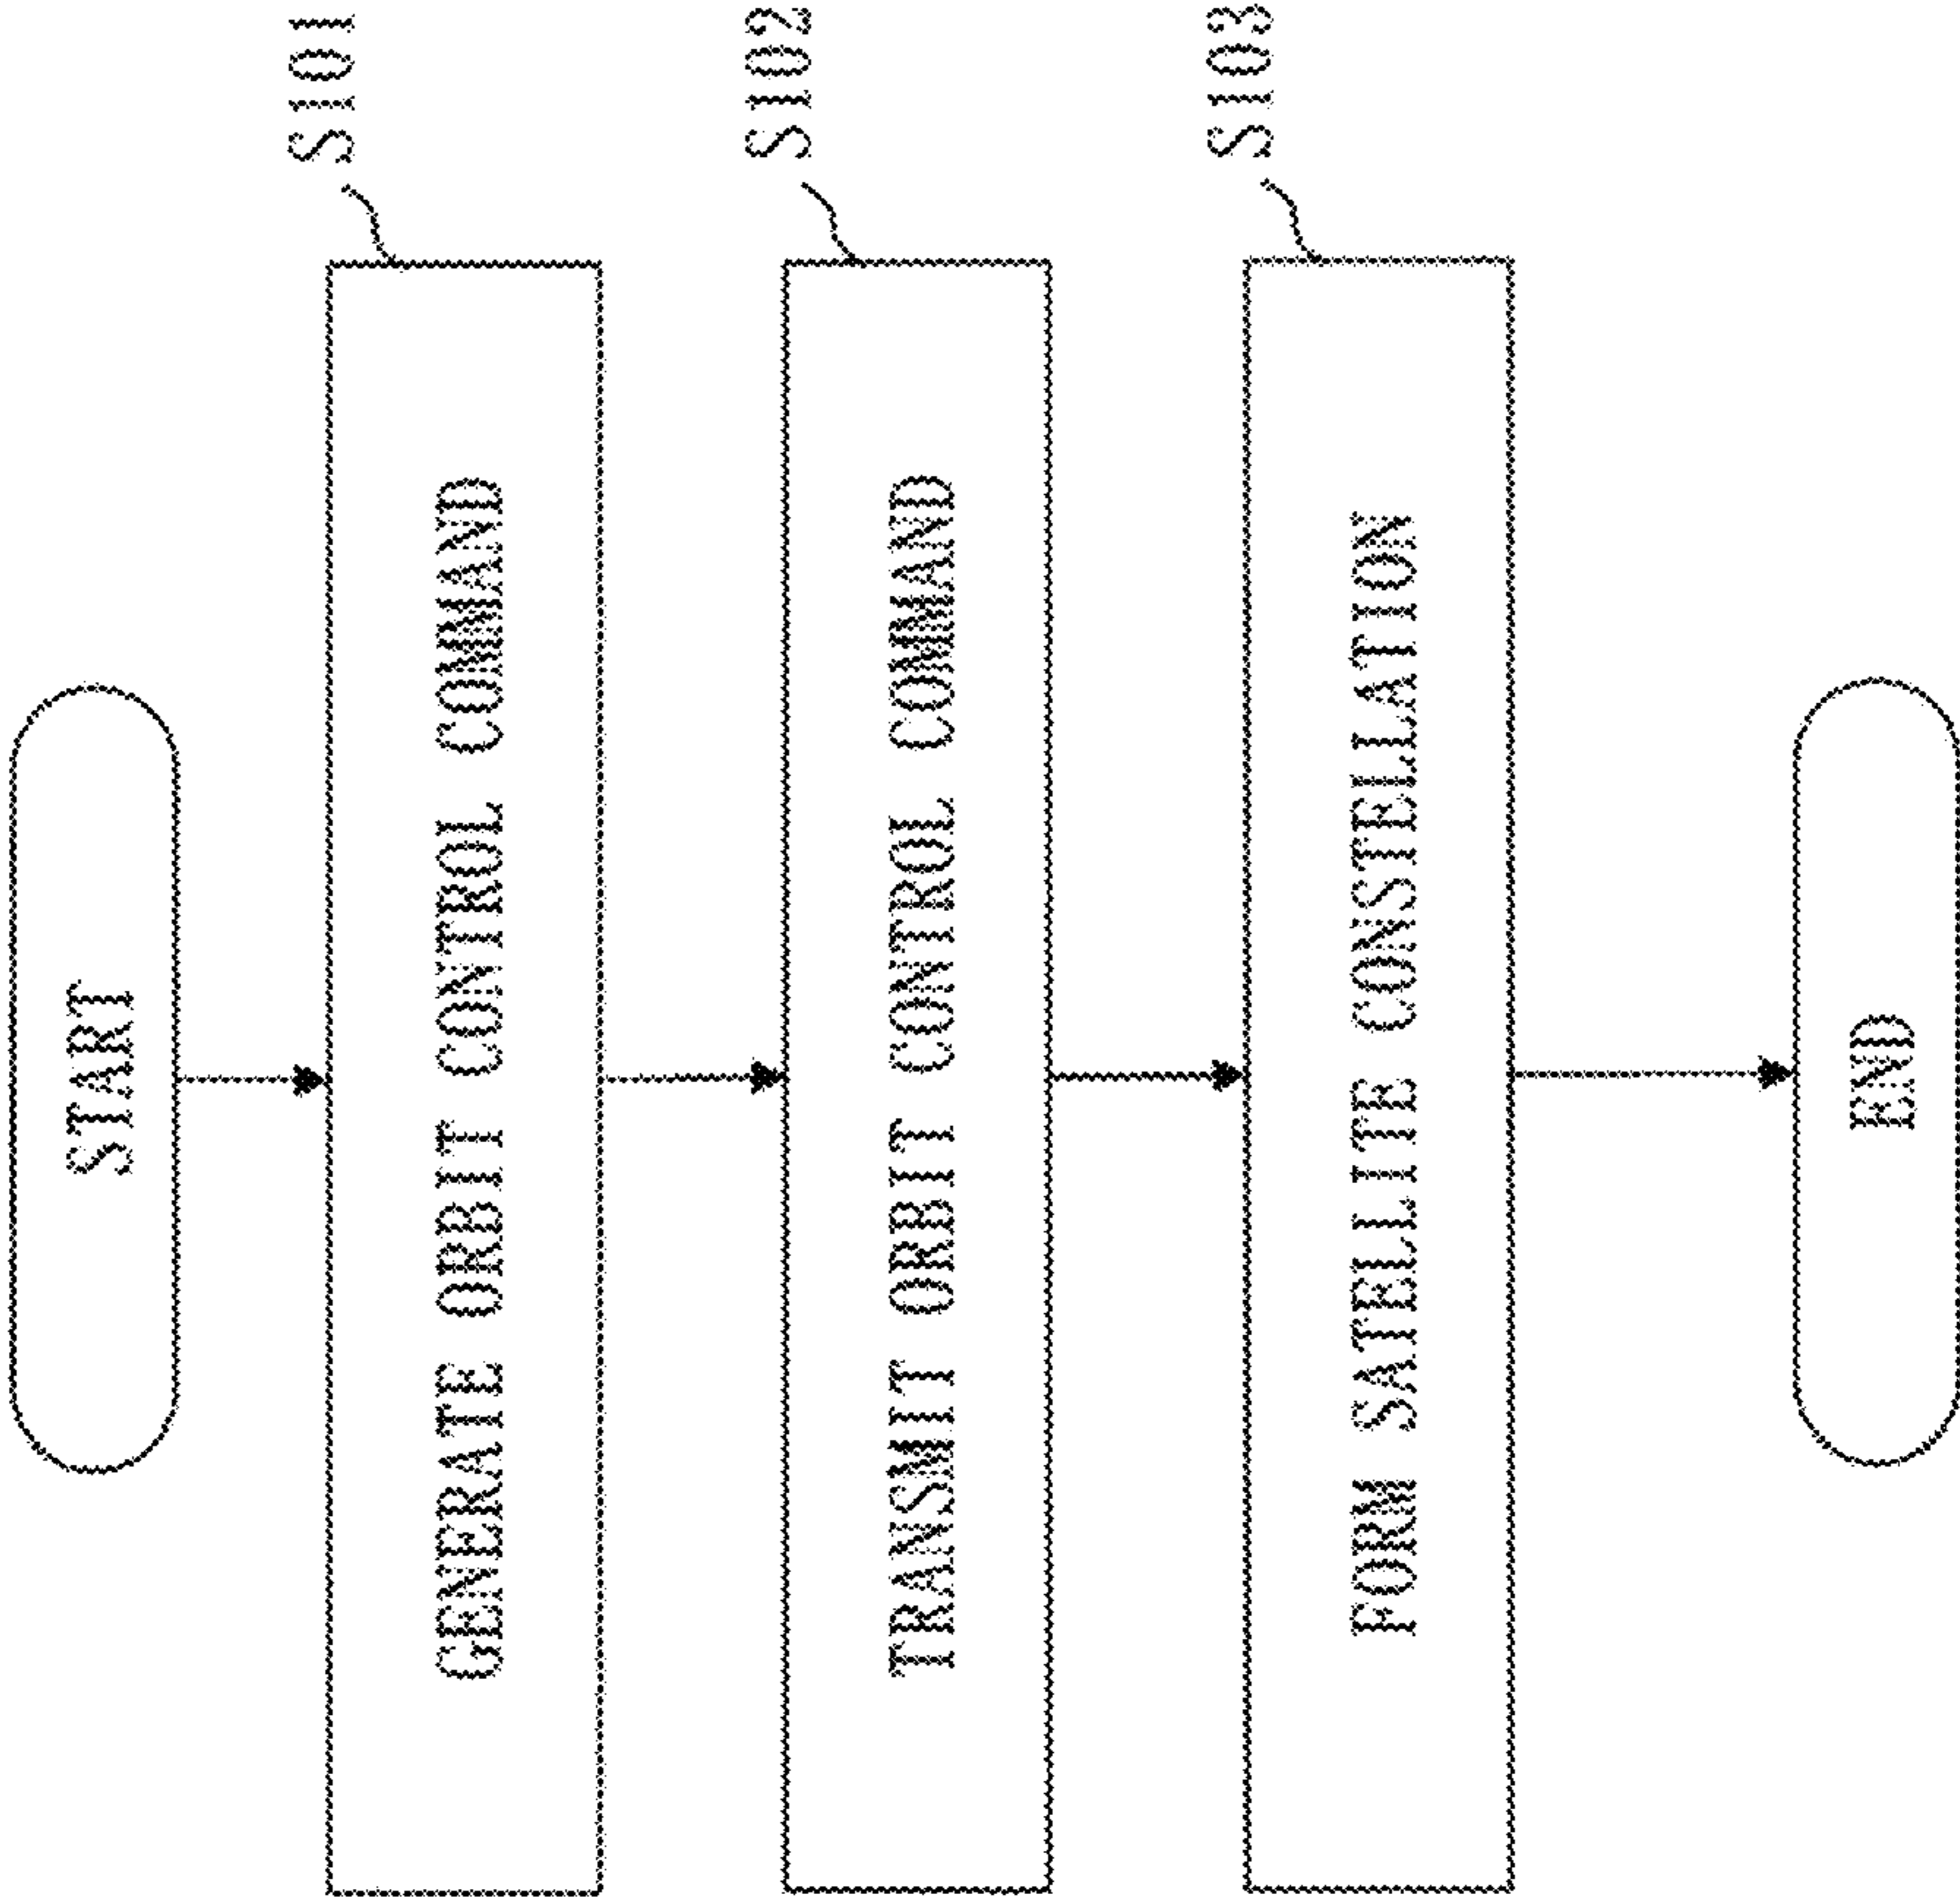 START
S101
GENERATE ORBIT CONTROL COMMAND
S102
TRANSMIT ORBIT CONTROL COMMAND
S103
FORM SATELLITE CONSTELLATION
END